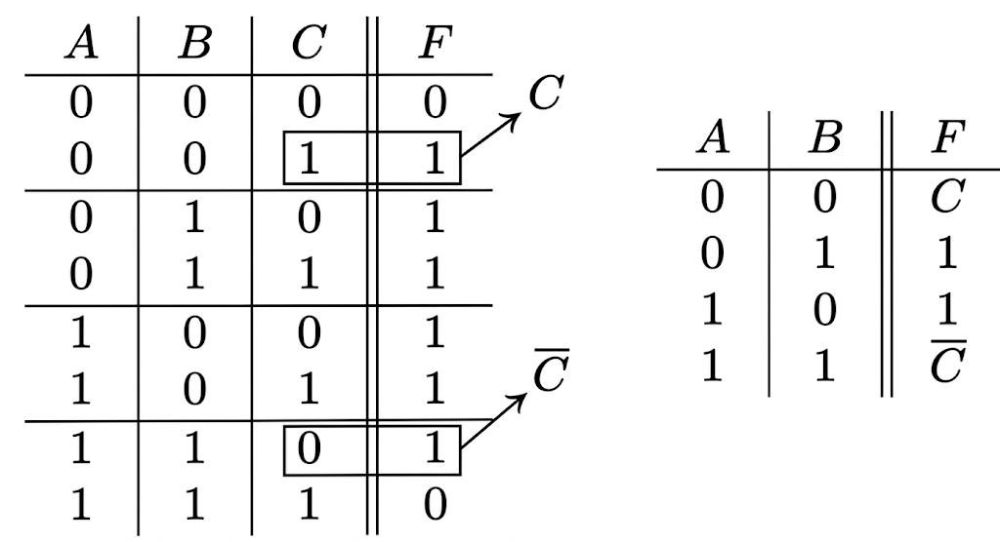 A B C F
0 0 0 0
C
0 0 1 1
0 1 0 1
0 1 1 1
1 0 0 1
1 0 1 1
C̅
1 1 0 1
1 1 1 0
A B F
0 0 C
0 1 1
1 0 1
1 1 C̅